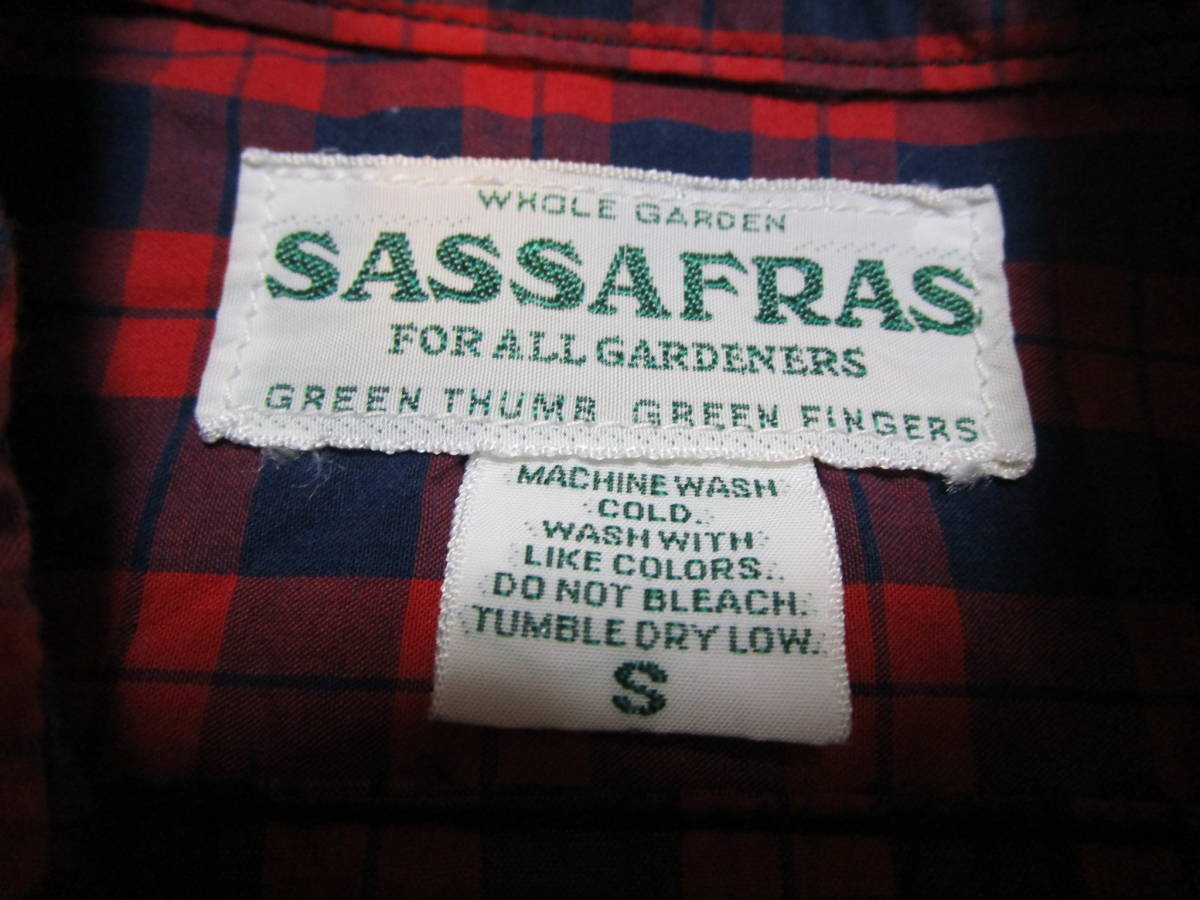 WHOLE GARDEN
SASSAFRAS
FOR ALL GARDENERS
GREEN THUMB GREEN FINGERS
MACHINE WASH
COLD.
WASH WITH
LIKE COLORS.
DO NOT BLEACH.
TUMBLE DRY LOW.
S